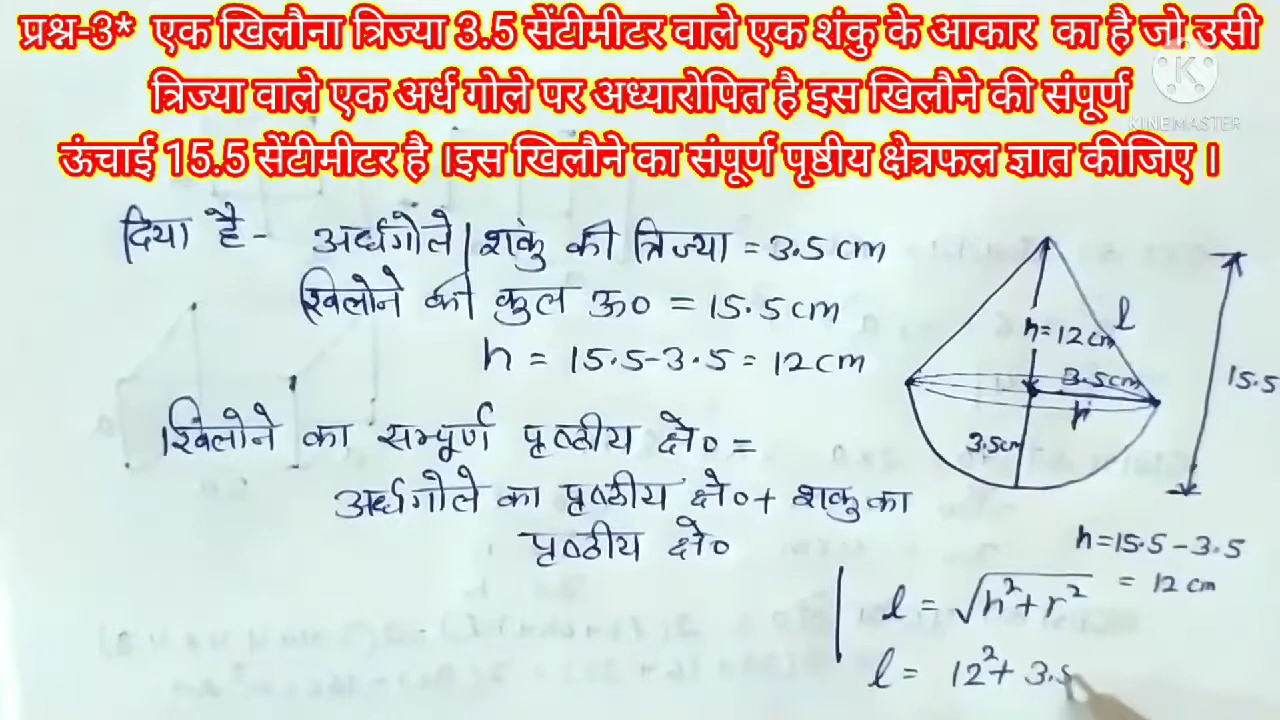 प्रश्न-3* एक खिलौना त्रिज्या 3.5 सेंटीमीटर वाले एक शंकु के आकार का है जो उसी
त्रिज्या वाले एक अर्ध गोले पर अध्यारोपित है इस खिलौने की संपूर्ण
ऊंचाई 15.5 सेंटीमीटर है ।इस खिलौने का संपूर्ण पृष्ठीय क्षेत्रफल ज्ञात कीजिए ।
KINEMASTER
दिया है - अर्धगोले | शंकु की त्रिज्या = 3.5 cm
खिलोने की कुल ऊ० = 15.5 cm
h = 15.5 - 3.5 = 12 cm
खिलोने का सम्पूर्ण पृष्ठीय क्षे० =
अर्धगोले का पृष्ठीय क्षे० + शकु का
पृष्ठीय क्षे०
l
h = 12 cm
3.5cm
r
3.5cm
15.5
h = 15.5 - 3.5
= 12 cm
l = √h²+r²
l = 12² + 3.5